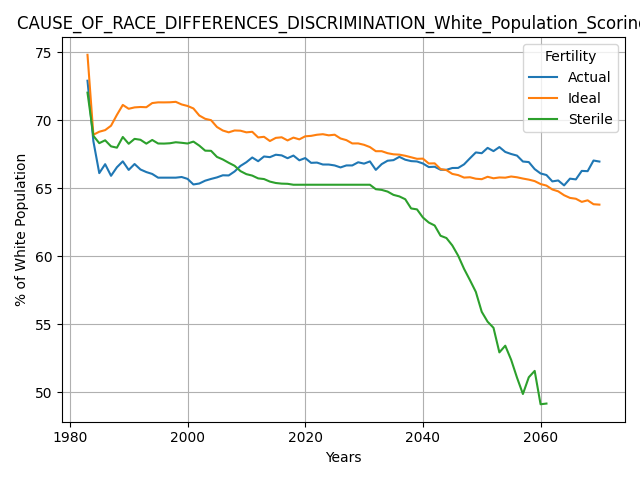 CAUSE_OF_RACE_DIFFERENCES_DISCRIMINATION_White_Population_Scoring
Fertility
Actual
Ideal
Sterile
% of White Population
75
70
65
60
55
50
1980
2000
2020
2040
2060
Years